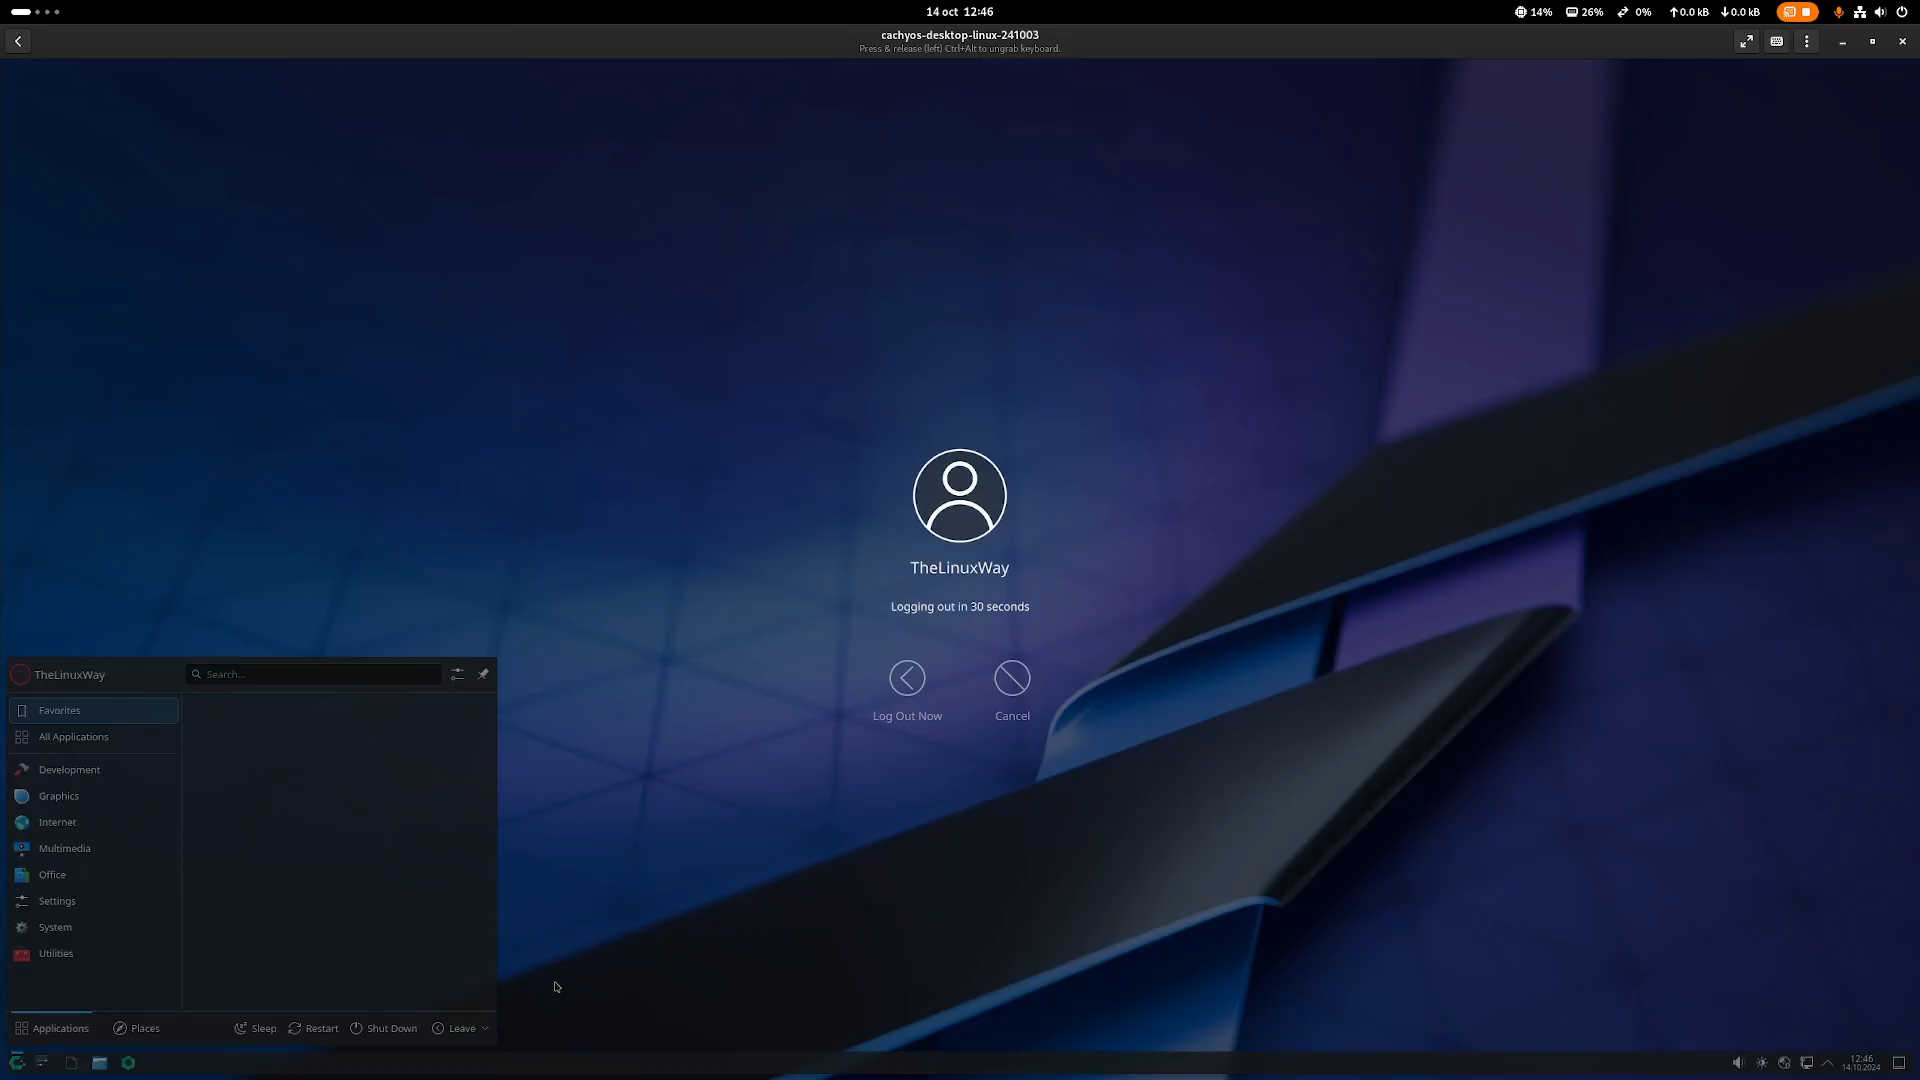 14 oct 12:46
14% 26% 0% ↑0.0 kB ↓0.0 kB
cachyos-desktop-linux-241003
Press & release (left) Ctrl+Alt to ungrab keyboard.
TheLinuxWay
Logging out in 30 seconds
Log Out Now Cancel
TheLinuxWay Search...
Favorites
All Applications
Development
Graphics
Internet
Multimedia
Office
Settings
System
Utilities
Applications Places Sleep Restart Shut Down Leave
12:46
14.10.2024